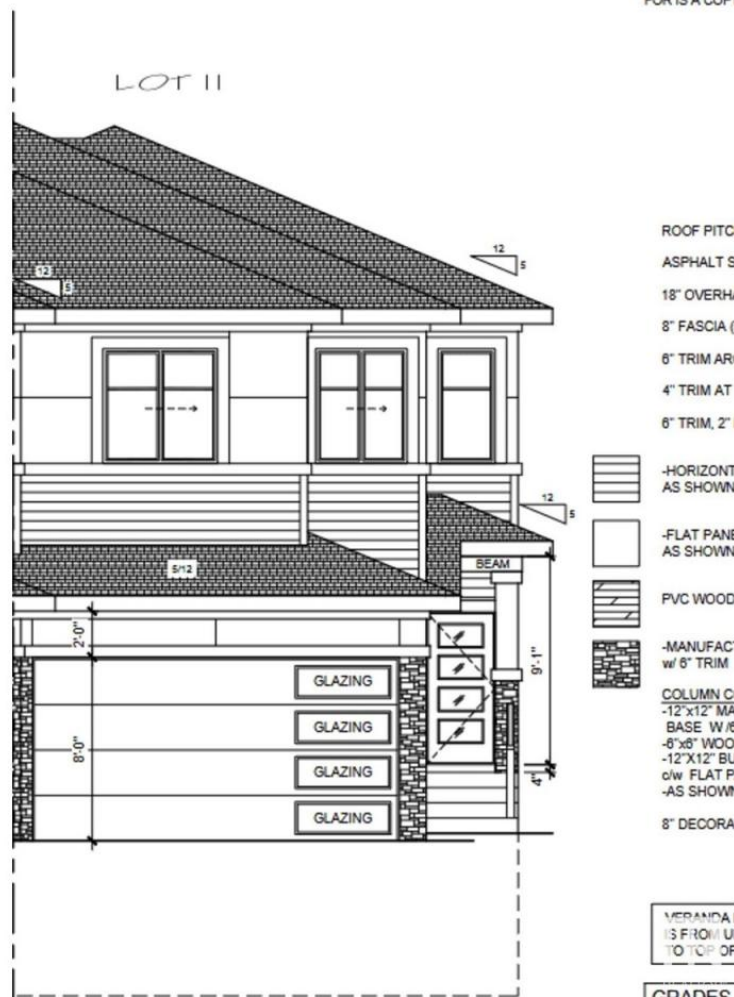 LOT 11
12
5
12
5
ROOF PITC
ASPHALT S
18" OVERHA
8" FASCIA (
6" TRIM ARO
4" TRIM AT
6" TRIM, 2"
-HORIZONT
AS SHOWN
12
5
-FLAT PANE
AS SHOWN
BEAM
5/12
PVC WOOD
2'-0"
9'-1"
-MANUFACT
w/ 6" TRIM
GLAZING
GLAZING
GLAZING
GLAZING
8'-0"
4"
COLUMN CO
-12"x12" MA
BASE W/6
-6"x6" WOO
-12"X12" BU
c/w FLAT P
-AS SHOWN
8" DECORA
VERANDA
IS FROM U
TO TOP OF
GRADES